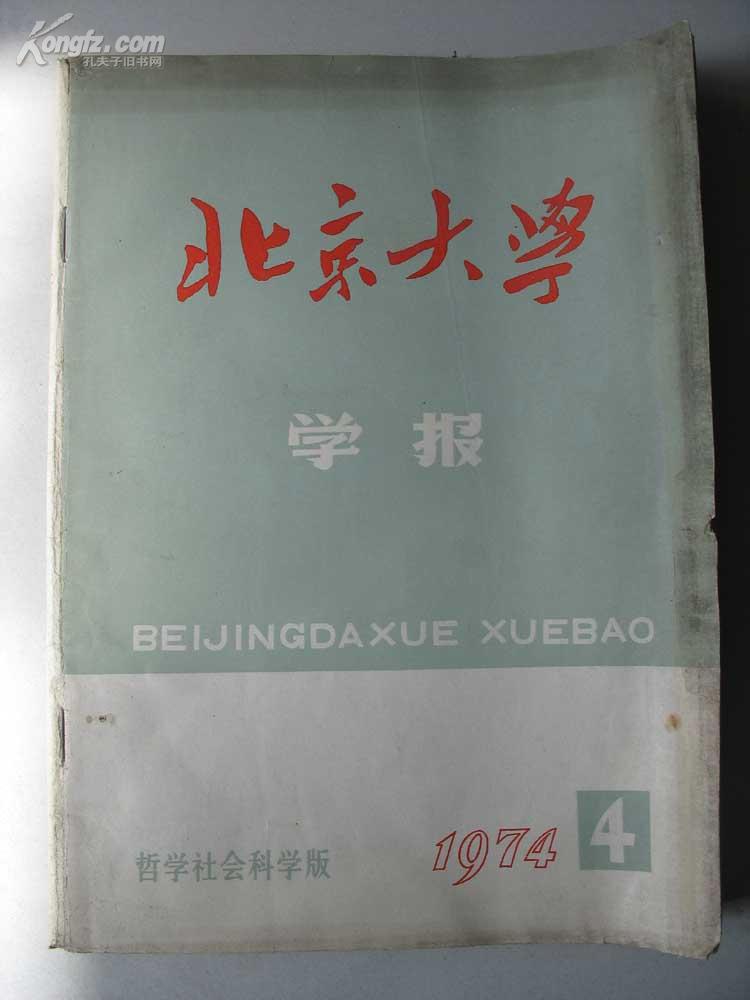 Kongfz.com
孔夫子旧书网
北京大学
学报
BEIJINGDAXUE XUEBAO
哲学社会科学版
1974 4